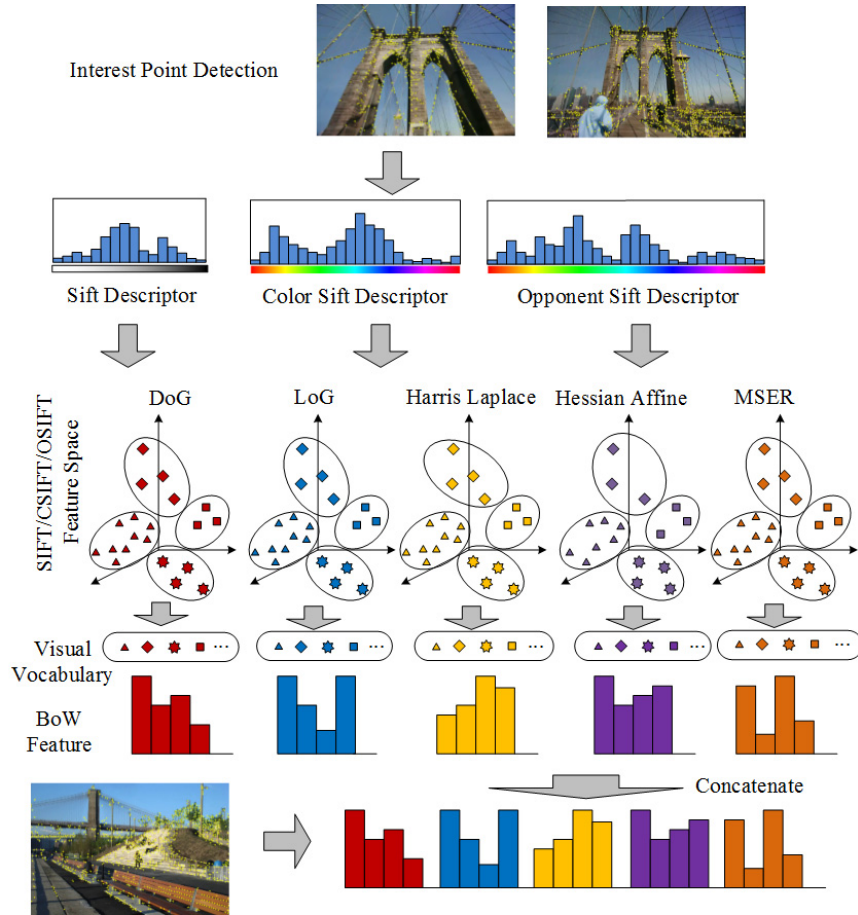 Interest Point Detection
Sift Descriptor
Color Sift Descriptor
Opponent Sift Descriptor
SIFT/CSIFT/OSIFT
Feature Space
DoG
LoG
Harris Laplace
Hessian Affine
MSER
Visual
Vocabulary
...
...
...
...
...
BoW
Feature
Concatenate